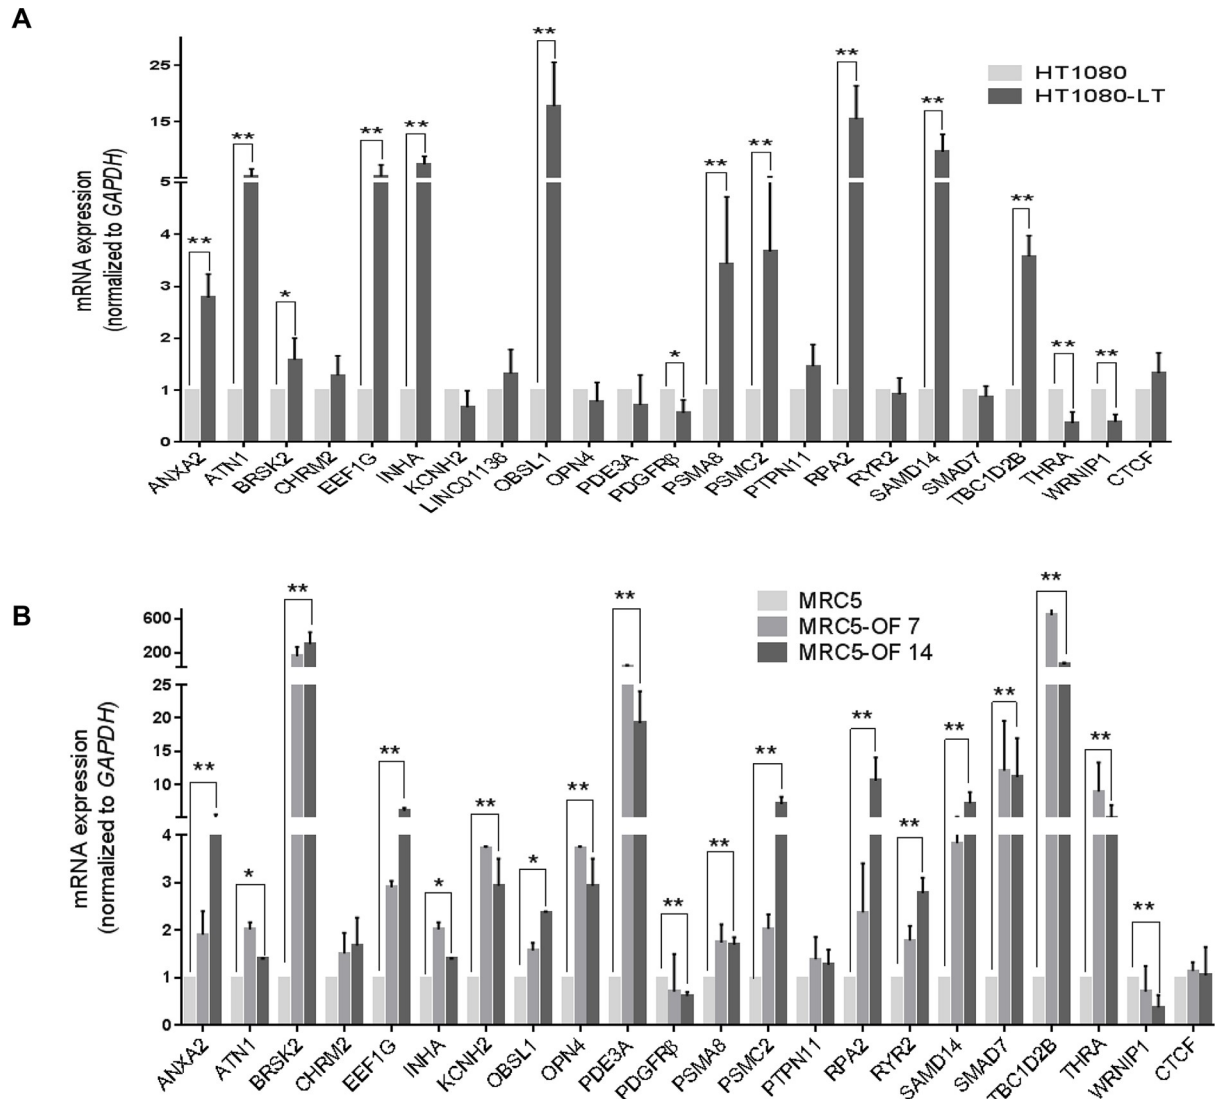 A
mRNA expression
(normalized to GAPDH)
25
15
5
4
3
2
1
0
HT1080
HT1080-LT
**
**
*
**
**
**
*
**
**
**
**
**
**
**
ANXA2
ATN1
BRSK2
CHRM2
EEF1G
INHA
KCNH2
LINC01136
OBSL1
OPN4
PDE3A
PDGFRβ
PSMA8
PSMC2
PTPN11
RPA2
RYR2
SAMD14
SMAD7
TBC1D2B
THRA
WRNIP1
CTCF
B
mRNA expression
(normalized to GAPDH)
600
200
25
20
15
10
5
4
3
2
1
0
MRC5
MRC5-OF 7
MRC5-OF 14
**
*
**
**
*
**
*
**
**
**
**
**
**
**
**
**
**
**
**
ANXA2
ATN1
BRSK2
CHRM2
EEF1G
INHA
KCNH2
OBSL1
OPN4
PDE3A
PDGFRβ
PSMA8
PSMC2
PTPN11
RPA2
RYR2
SAMD14
SMAD7
TBC1D2B
THRA
WRNIP1
CTCF